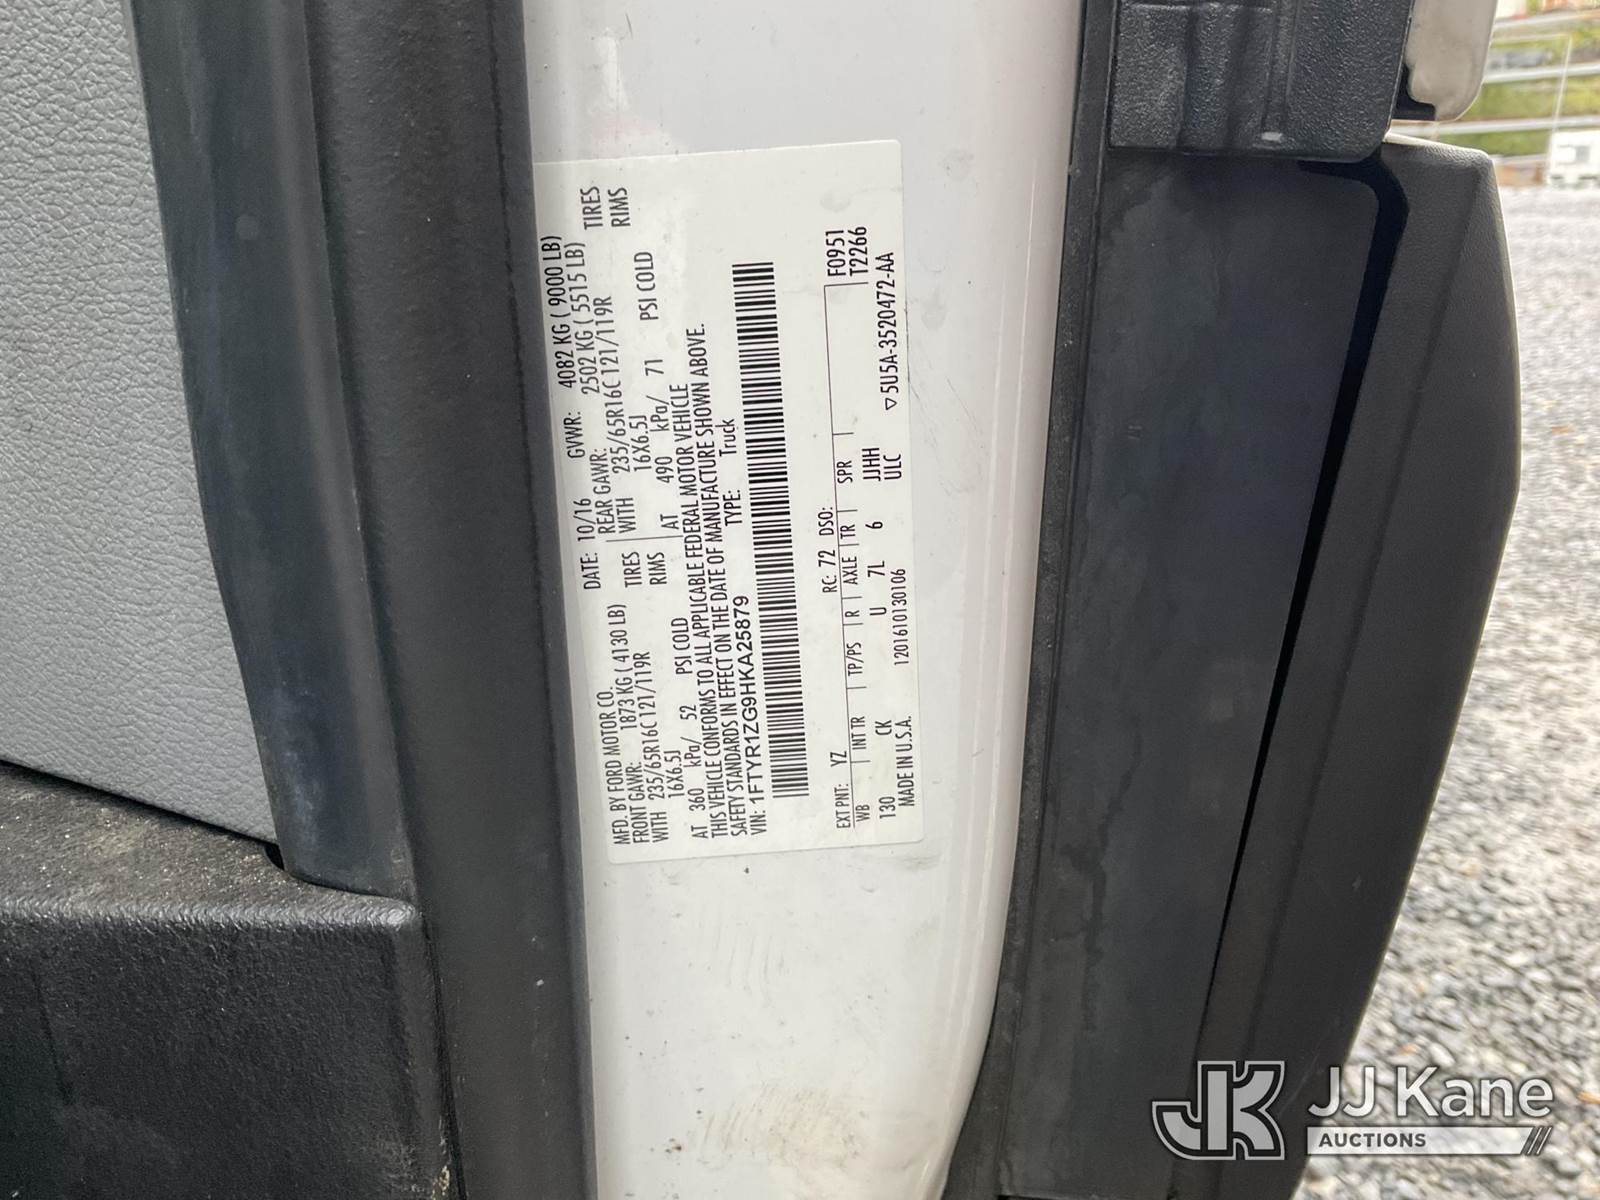 MFD. BY FORD MOTOR CO.
DATE: 10/16 GVWR: 4082 KG ( 9000 LB)
FRONT GAWR: 1873 KG ( 4130 LB) REAR GAWR: 2502 KG ( 5515 LB)
WITH 235/65R16C 121/119R TIRES WITH 235/65R16C 121/119R TIRES
16X6.5J RIMS 16X6.5J RIMS
AT 360 kPa/ 52 PSI COLD AT 490 kPa/ 71 PSI COLD
THIS VEHICLE CONFORMS TO ALL APPLICABLE FEDERAL MOTOR VEHICLE
SAFETY STANDARDS IN EFFECT ON THE DATE OF MANUFACTURE SHOWN ABOVE.
VIN: 1FTYR1ZG9HKA25879 TYPE: Truck
EXT PNT: YZ RC: 72 DSO: F0951
WB INT TR TP/PS R AXLE TR SPR T2266
130 CK U 7L 6 JJHH
MADE IN U.S.A. 120161013010​6 ULC ▽5U5A-3520472-AA
JK JJ Kane
AUCTIONS